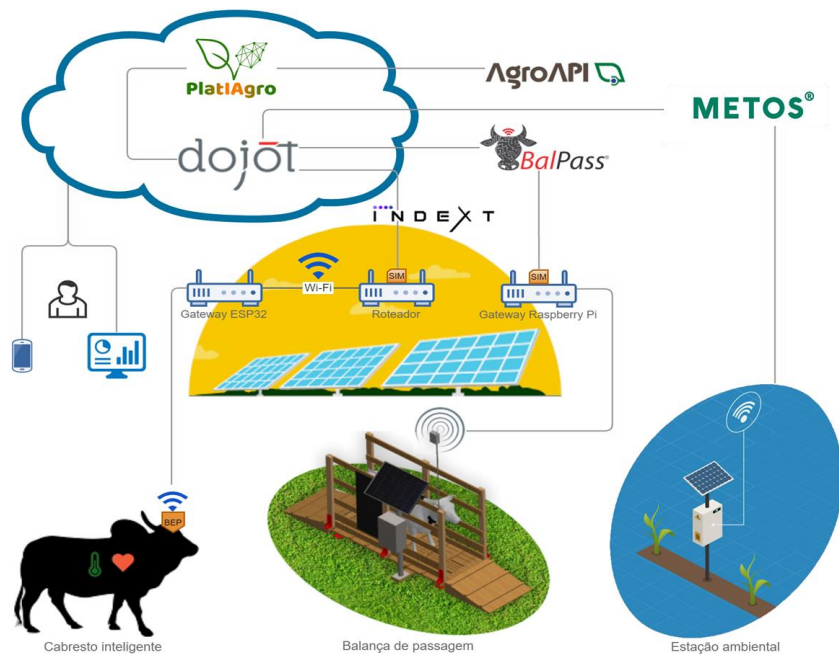 PlatIAgro
AgroAPI
METOS®
dojot
BalPass®
INDEXT
SIM
SIM
Wi-Fi
Gateway ESP32
Roteador
Gateway Raspberry Pi
BEP
Cabresto inteligente
Balança de passagem
Estação ambiental